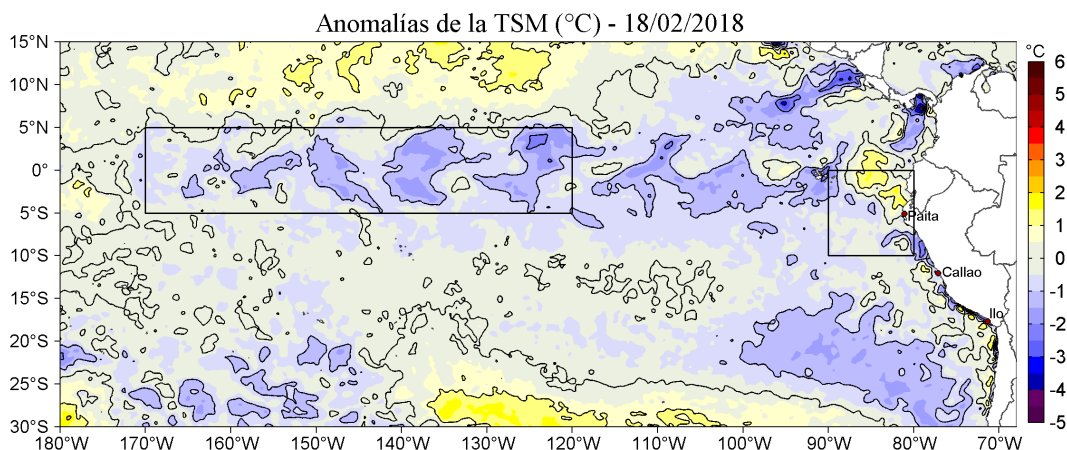 Anomalías de la TSM (°C) - 18/02/2018
°C
15°N
10°N
5°N
0°
5°S
10°S
15°S
20°S
25°S
30°S
180°W
170°W
160°W
150°W
140°W
130°W
120°W
110°W
100°W
90°W
80°W
70°W
Paita
Callao
Ilo
6
5
4
3
2
1
0
-1
-2
-3
-4
-5